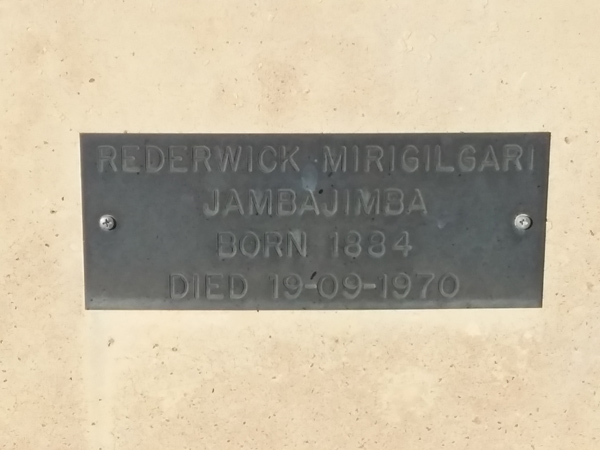 REDERWICK MIRIGILGARI
JAMBAJIMBA
BORN 1884
DIED 19-09-1970